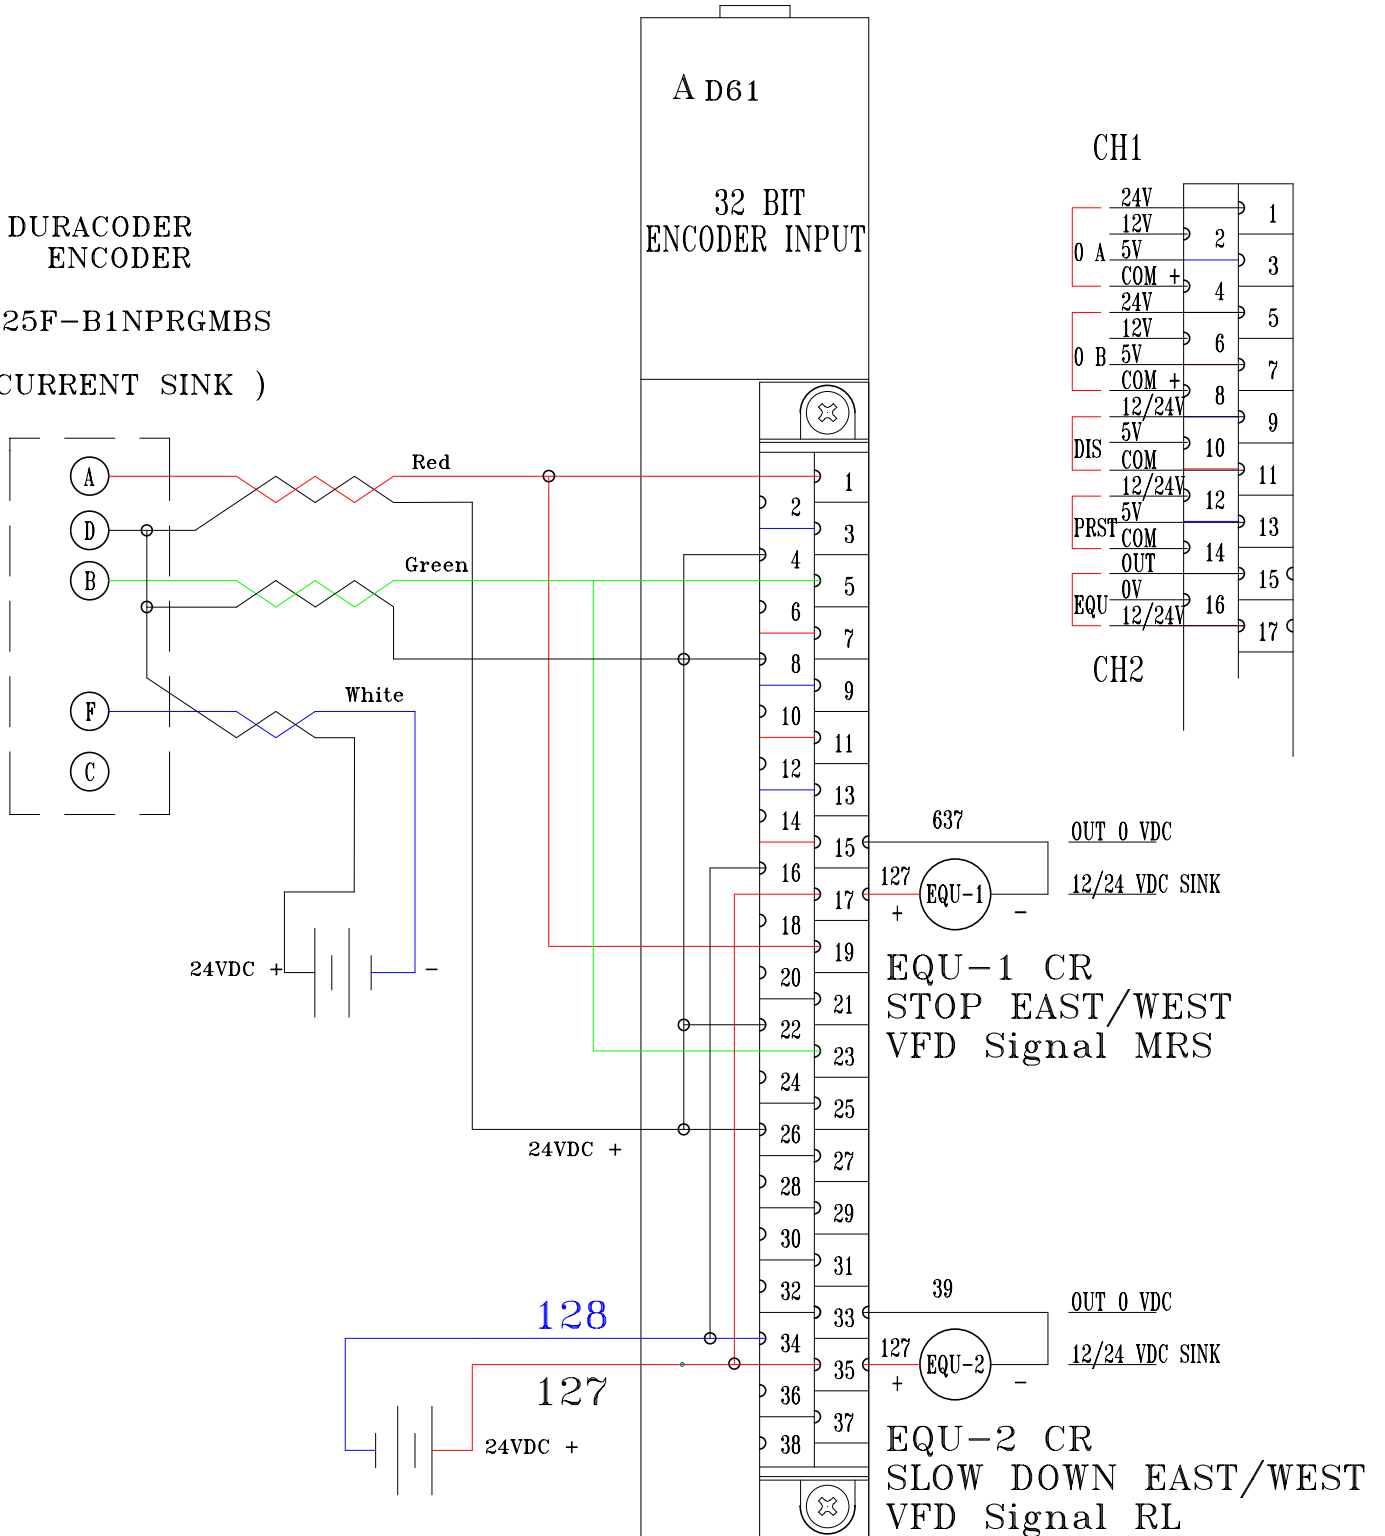 A D61
32 BIT
ENCODER INPUT
DURACODER
ENCODER
25F-B1NPRGMBS
CURRENT SINK )
A
D
B
F
C
Red
Green
White
24VDC +
-
24VDC +
128
127
24VDC +
1
2
3
4
5
6
7
8
9
10
11
12
13
14
15
16
17
18
19
20
21
22
23
24
25
26
27
28
29
30
31
32
33
34
35
36
37
38
CH1
0 A
24V
12V
5V
COM +
0 B
24V
12V
5V
COM +
DIS
12/24V
5V
COM
PRST
12/24V
5V
COM
EQU
OUT
0V
12/24V
1
2
3
4
5
6
7
8
9
10
11
12
13
14
15
16
17
CH2
637
OUT 0 VDC
127
EQU-1
12/24 VDC SINK
+
-
EQU-1 CR
STOP EAST/WEST
VFD Signal MRS
39
OUT 0 VDC
127
EQU-2
12/24 VDC SINK
+
-
EQU-2 CR
SLOW DOWN EAST/WEST
VFD Signal RL